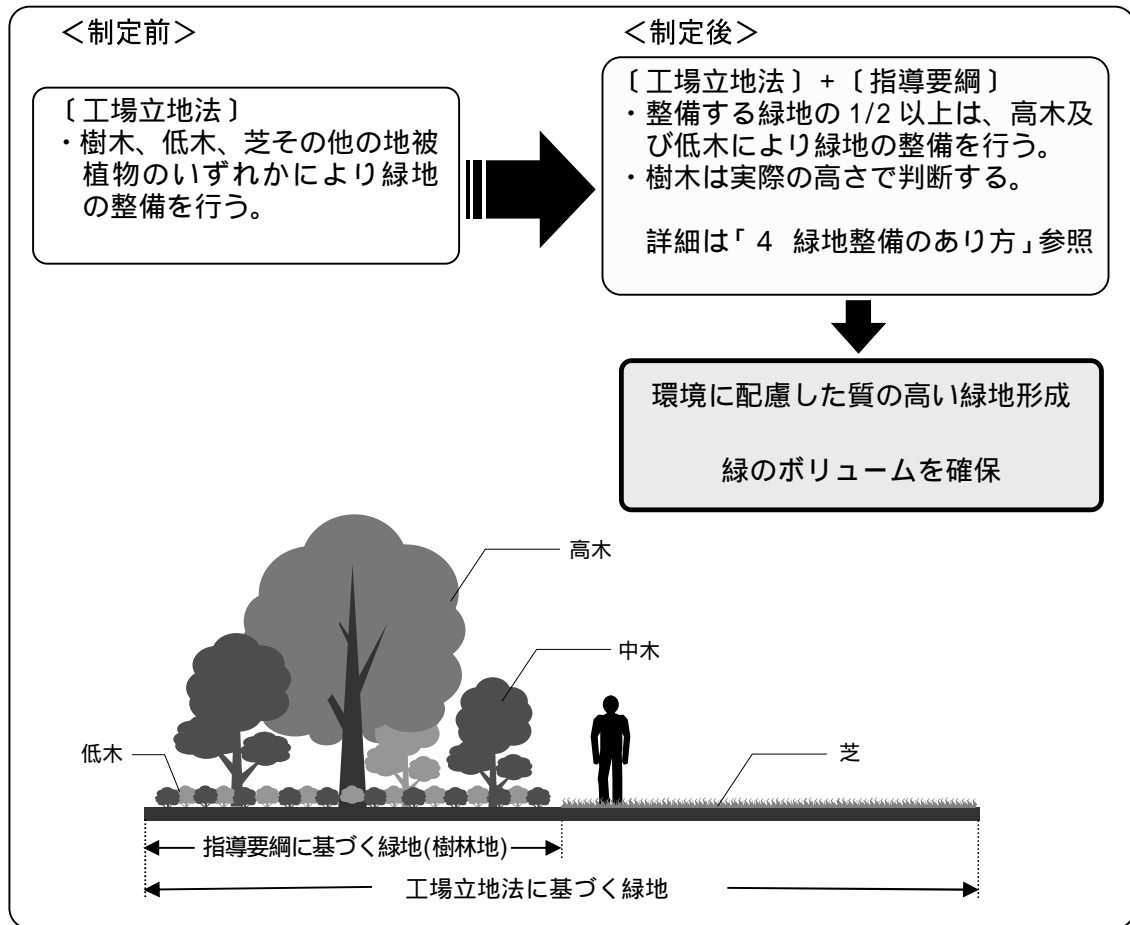 ＜制定前＞
〔工場立地法〕
・樹木、低木、芝その他の地被
植物のいずれかにより緑地
の整備を行う。
＜制定後＞
〔工場立地法〕+〔指導要綱〕
・整備する緑地の 1/2 以上は、高木及
び低木により緑地の整備を行う。
・樹木は実際の高さで判断する。
詳細は「４ 緑地整備のあり方」参照
環境に配慮した質の高い緑地形成
緑のボリュームを確保
高木
中木
低木
芝
指導要綱に基づく緑地(樹林地)
工場立地法に基づく緑地